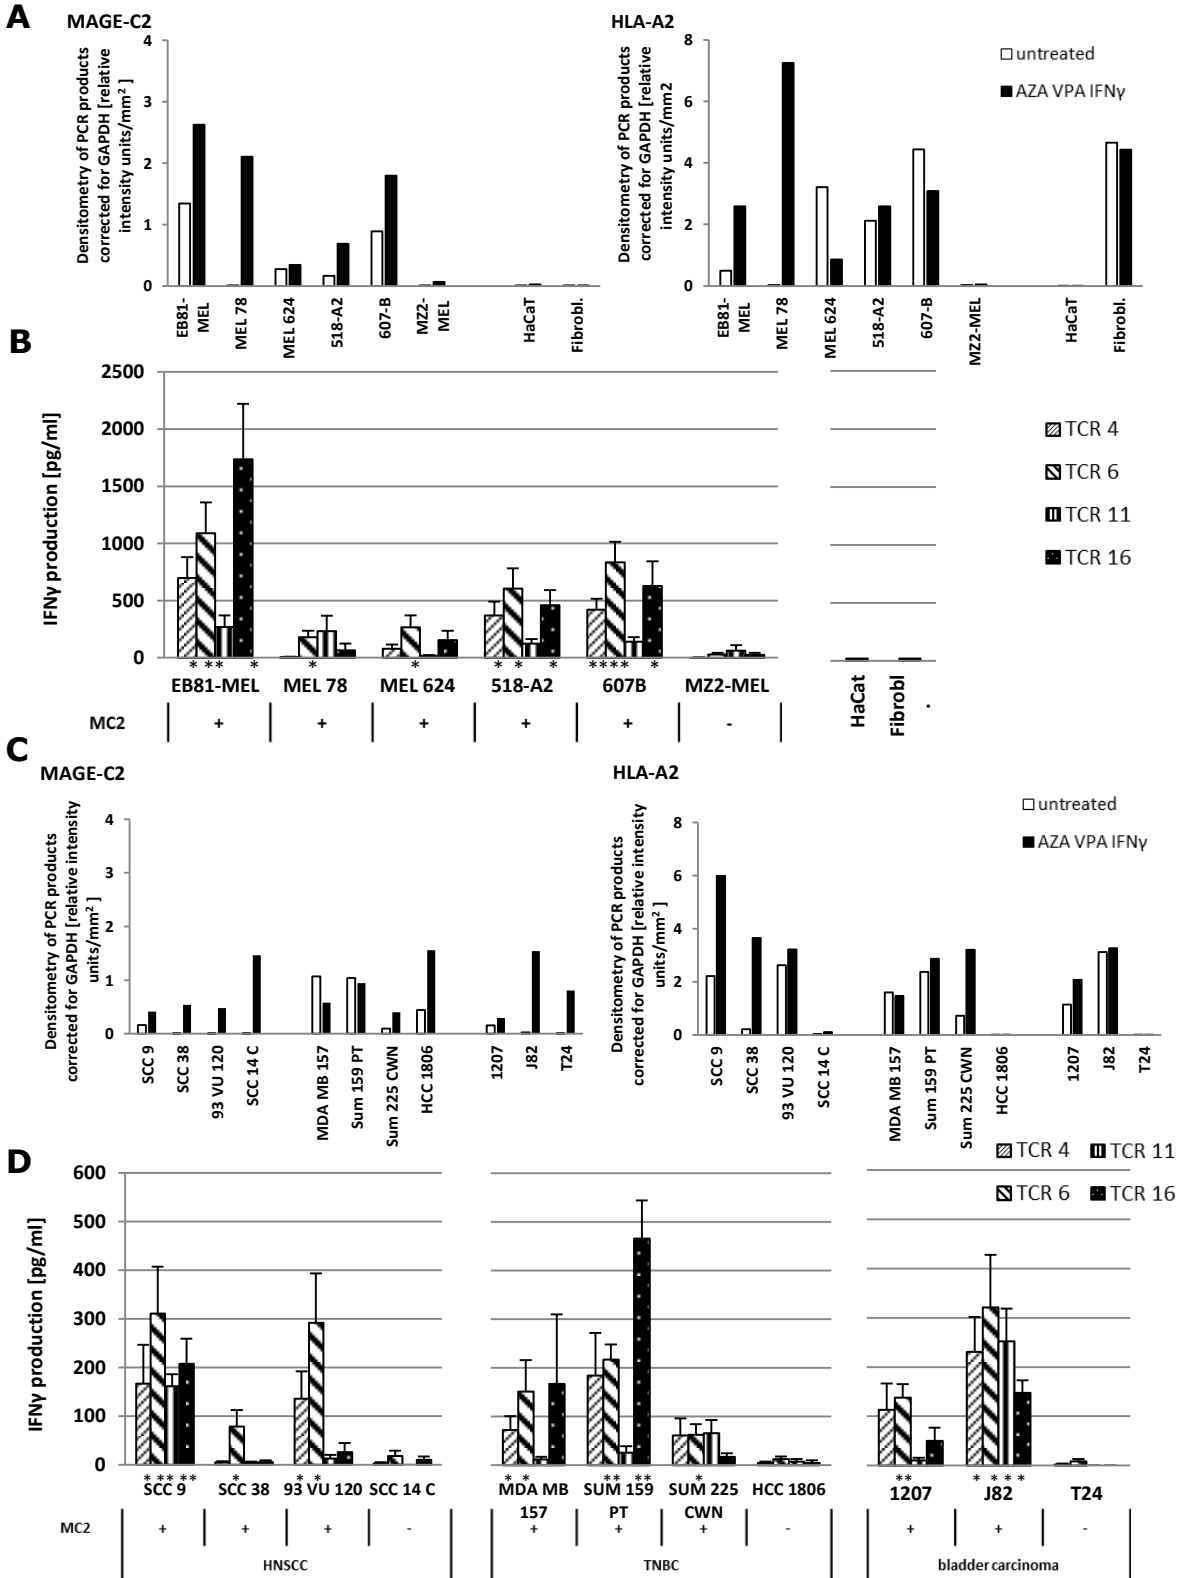 A
MAGE-C2
HLA-A2
Densitometry of PCR products
corrected for GAPDH [relative
intensity units/mm² ]
4
3
2
1
0
EB81-
MEL
MEL 78
MEL 624
518-A2
607-B
MZ2-
MEL
HaCaT
Fibrobl.
Densitometry of PCR products
corrected for GAPDH [relative
intensity units/mm2
8
6
4
2
0
EB81-
MEL
MEL 78
MEL 624
518-A2
607-B
MZ2-MEL
HaCaT
Fibrobl.
untreated
AZA VPA IFNγ
B
IFNγ production [pg/ml]
2500
2000
1500
1000
500
0
* ** * * * * * * **** *
EB81-MEL MEL 78 MEL 624 518-A2 607B MZ2-MEL
MC2 + + + + + -
HaCat
Fibrobl
.
TCR 4
TCR 6
TCR 11
TCR 16
C
MAGE-C2
HLA-A2
Densitometry of PCR products
corrected for GAPDH [relative intensity
units/mm² ]
4
3
2
1
0
SCC 9
SCC 38
93 VU 120
SCC 14 C
MDA MB 157
Sum 159 PT
Sum 225 CWN
HCC 1806
1207
J82
T24
Densitometry of PCR products
corrected for GAPDH [relative intensity
units/mm² ]
8
6
4
2
0
SCC 9
SCC 38
93 VU 120
SCC 14 C
MDA MB 157
Sum 159 PT
Sum 225 CWN
HCC 1806
1207
J82
T24
untreated
AZA VPA IFNγ
D
TCR 4 TCR 11
TCR 6 TCR 16
IFNγ production [pg/ml]
600
500
400
300
200
100
0
* ** ** * * * * * ** ** * ** * * * *
SCC 9 SCC 38 93 VU 120 SCC 14 C MDA MB SUM 159 SUM 225 HCC 1806 1207 J82 T24
157 PT CWN
MC2 + + + - + + + - + + -
HNSCC TNBC bladder carcinoma